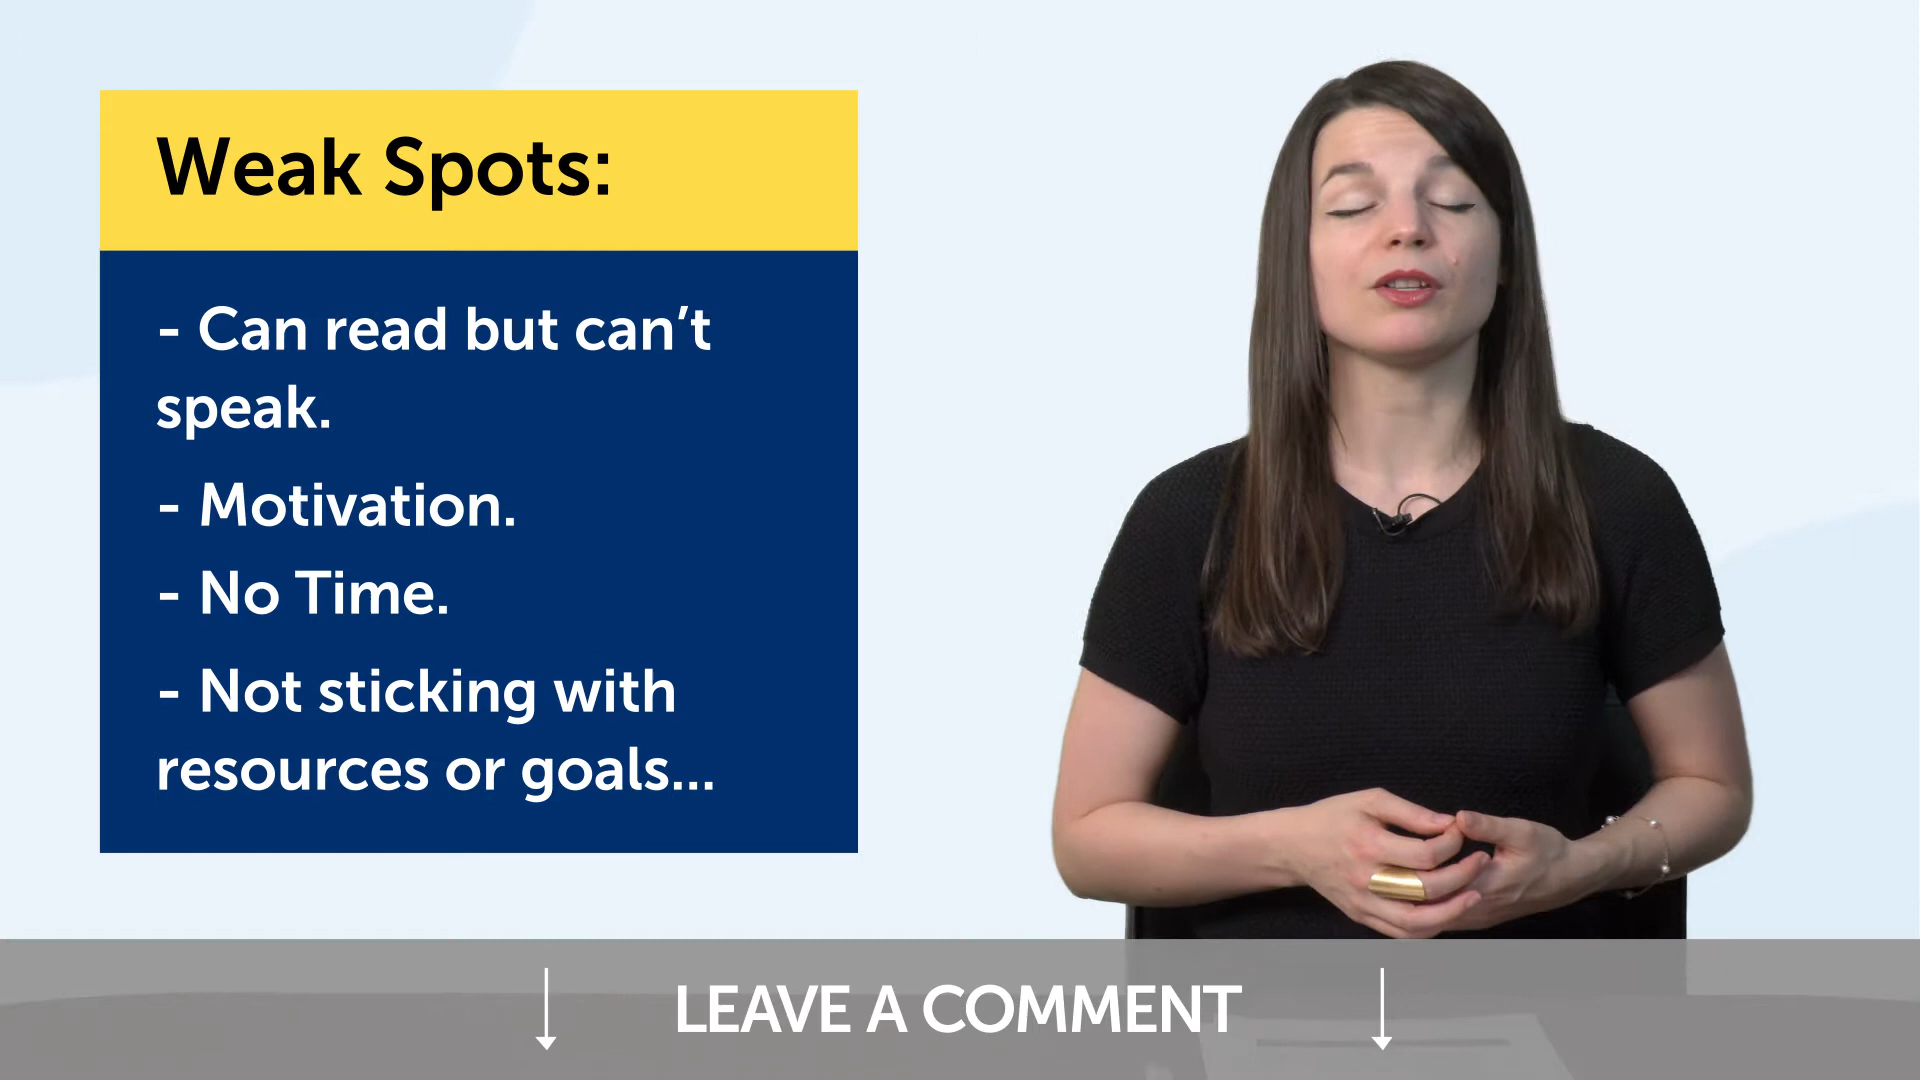 Weak Spots:
- Can read but can’t
speak.
- Motivation.
- No Time.
- Not sticking with
resources or goals...
LEAVE A COMMENT